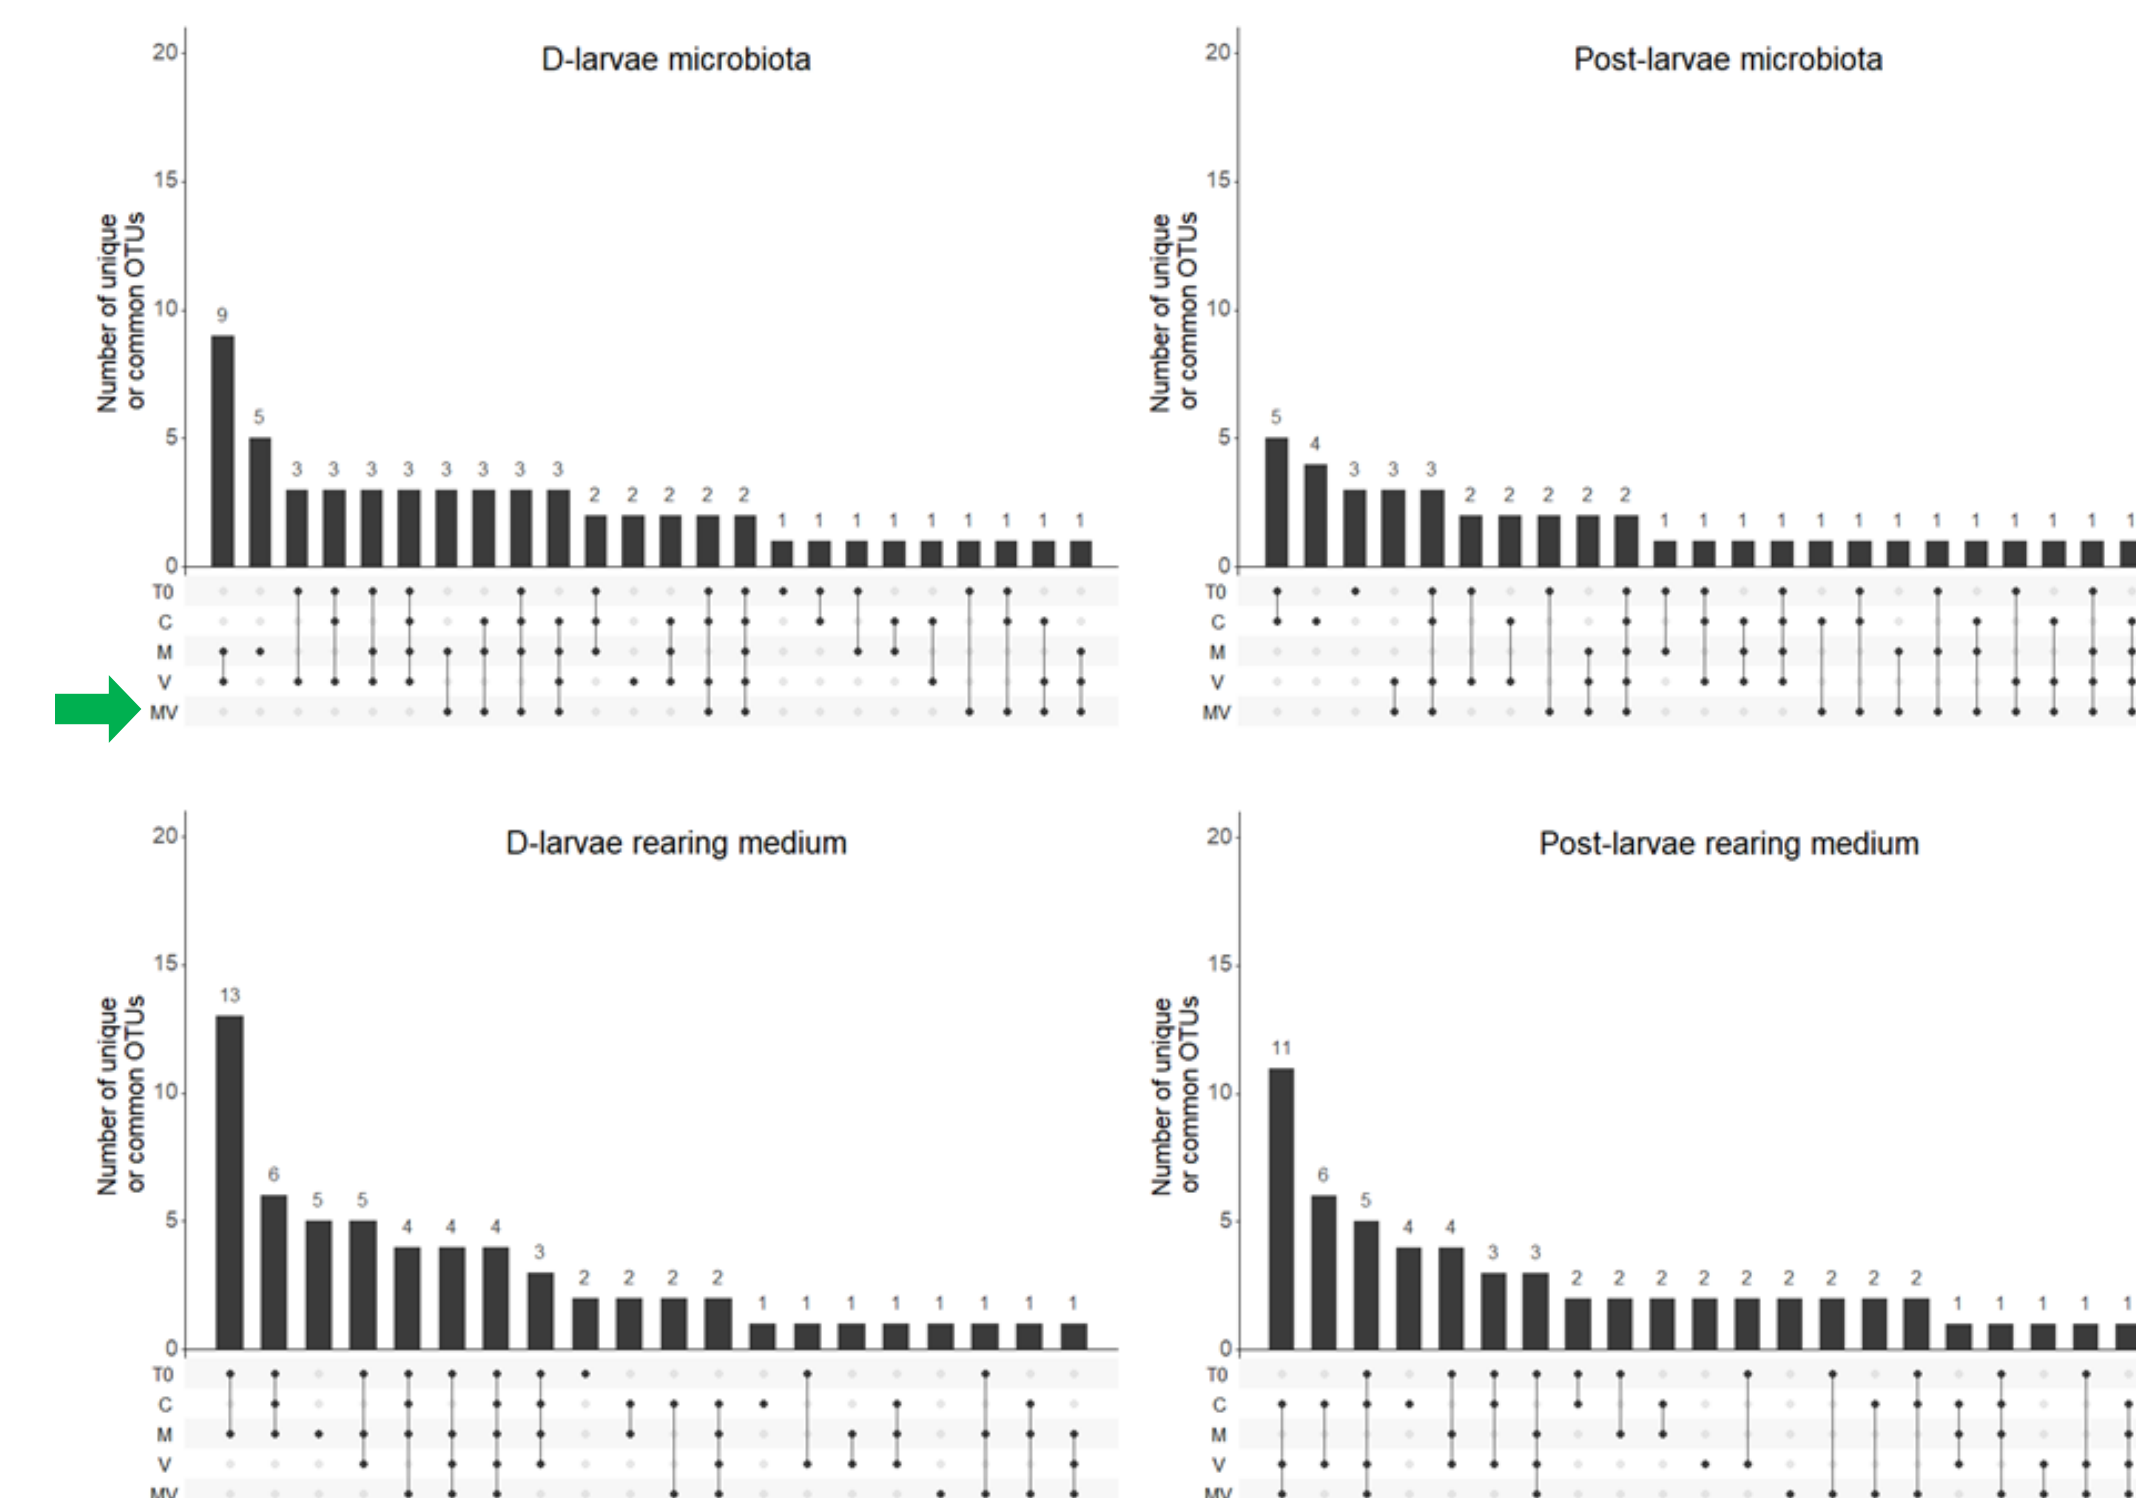 D-larvae microbiota
Number of unique
or common OTUs
20
15
10
5
0
9 5 3 3 3 3 3 3 3 3 2 2 2 2 2 1 1 1 1 1 1 1 1 1
T0
C
M
V
MV
Post-larvae microbiota
Number of unique
or common OTUs
20
15
10
5
0
5 4 3 3 3 2 2 2 2 2 1 1 1 1 1 1 1 1 1 1 1 1 1
T0
C
M
V
MV
D-larvae rearing medium
Number of unique
or common OTUs
20
15
10
5
0
13 6 5 5 4 4 4 3 2 2 2 2 1 1 1 1 1 1 1 1
T0
C
M
V
MV
Post-larvae rearing medium
Number of unique
or common OTUs
20
15
10
5
0
11 6 5 4 4 3 3 2 2 2 2 2 2 2 2 2 1 1 1 1 1
T0
C
M
V
MV